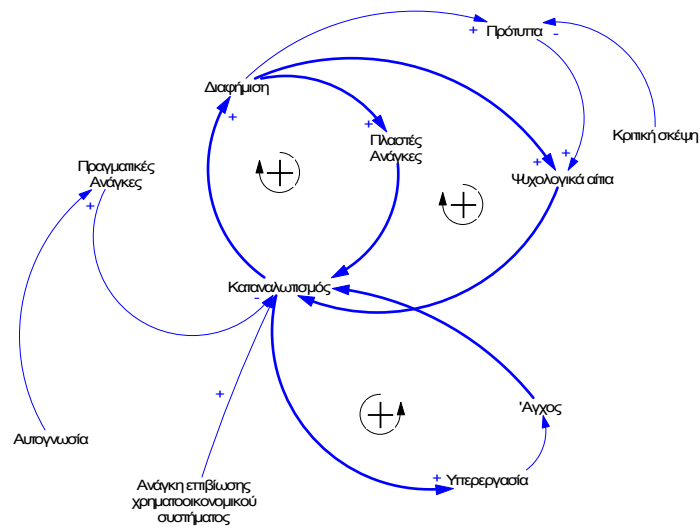 Πρότυπα
Διαφήμιση
Κριτική σκέψη
Πλαστές
Ανάγκες
Πραγματικές
Ανάγκες
Ψυχολογικά αίτια
Καταναλωτισμός
Άγχος
Αυτογνωσία
Υπερεργασία
Ανάγκη επιβίωσης
χρηματοοικονομικού
συστήματος